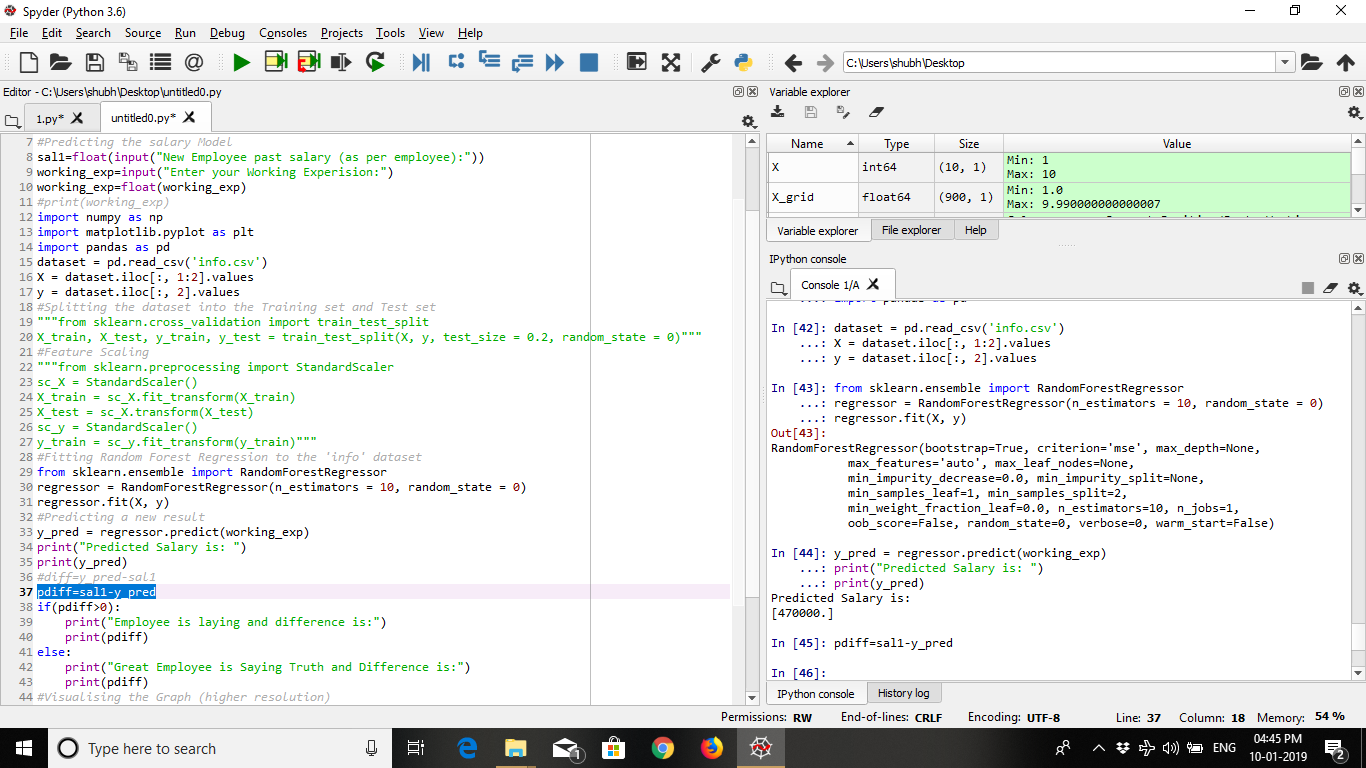 Spyder (Python 3.6)
File Edit Search Source Run Debug Consoles Projects Tools View Help
C:\Users\shubh\Desktop
Editor - C:\Users\shubh\Desktop\untitled0.py
1.py* untitled0.py*
7 #Predicting the salary Model
8 sal1=float(input("New Employee past salary (as per employee):"))
9 working_exp=input("Enter your Working Experision:")
10 working_exp=float(working_exp)
11 #print(working_exp)
12 import numpy as np
13 import matplotlib.pyplot as plt
14 import pandas as pd
15 dataset = pd.read_csv('info.csv')
16 X = dataset.iloc[:, 1:2].values
17 y = dataset.iloc[:, 2].values
18 #Splitting the dataset into the Training set and Test set
19 """from sklearn.cross_validation import train_test_split
20 X_train, X_test, y_train, y_test = train_test_split(X, y, test_size = 0.2, random_state = 0)"""
21 #Feature Scaling
22 """from sklearn.preprocessing import StandardScaler
23 sc_X = StandardScaler()
24 X_train = sc_X.fit_transform(X_train)
25 X_test = sc_X.transform(X_test)
26 sc_y = StandardScaler()
27 y_train = sc_y.fit_transform(y_train)"""
28 #Fitting Random Forest Regression to the 'info' dataset
29 from sklearn.ensemble import RandomForestRegressor
30 regressor = RandomForestRegressor(n_estimators = 10, random_state = 0)
31 regressor.fit(X, y)
32 #Predicting a new result
33 y_pred = regressor.predict(working_exp)
34 print("Predicted Salary is: ")
35 print(y_pred)
36 #diff=y_pred-sal1
37 pdiff=sal1-y_pred
38 if(pdiff>0):
39 print("Employee is laying and difference is:")
40 print(pdiff)
41 else:
42 print("Great Employee is Saying Truth and Difference is:")
43 print(pdiff)
44 #Visualising the Graph (higher resolution)
Variable explorer
Name Type Size Value
X int64 (10, 1) Min: 1
Max: 10
X_grid float64 (900, 1) Min: 1.0
Max: 9.990000000000007
Variable explorer File explorer Help
IPython console
Console 1/A
...: import pandas as pd
In [42]: dataset = pd.read_csv('info.csv')
...: X = dataset.iloc[:, 1:2].values
...: y = dataset.iloc[:, 2].values
In [43]: from sklearn.ensemble import RandomForestRegressor
...: regressor = RandomForestRegressor(n_estimators = 10, random_state = 0)
...: regressor.fit(X, y)
Out[43]:
RandomForestRegressor(bootstrap=True, criterion='mse', max_depth=None,
max_features='auto', max_leaf_nodes=None,
min_impurity_decrease=0.0, min_impurity_split=None,
min_samples_leaf=1, min_samples_split=2,
min_weight_fraction_leaf=0.0, n_estimators=10, n_jobs=1,
oob_score=False, random_state=0, verbose=0, warm_start=False)
In [44]: y_pred = regressor.predict(working_exp)
...: print("Predicted Salary is: ")
...: print(y_pred)
Predicted Salary is:
[470000.]
In [45]: pdiff=sal1-y_pred
In [46]:
IPython console History log
Permissions: RW End-of-lines: CRLF Encoding: UTF-8 Line: 37 Column: 18 Memory: 54 %
Type here to search
1
ENG
04:45 PM
10-01-2019
2